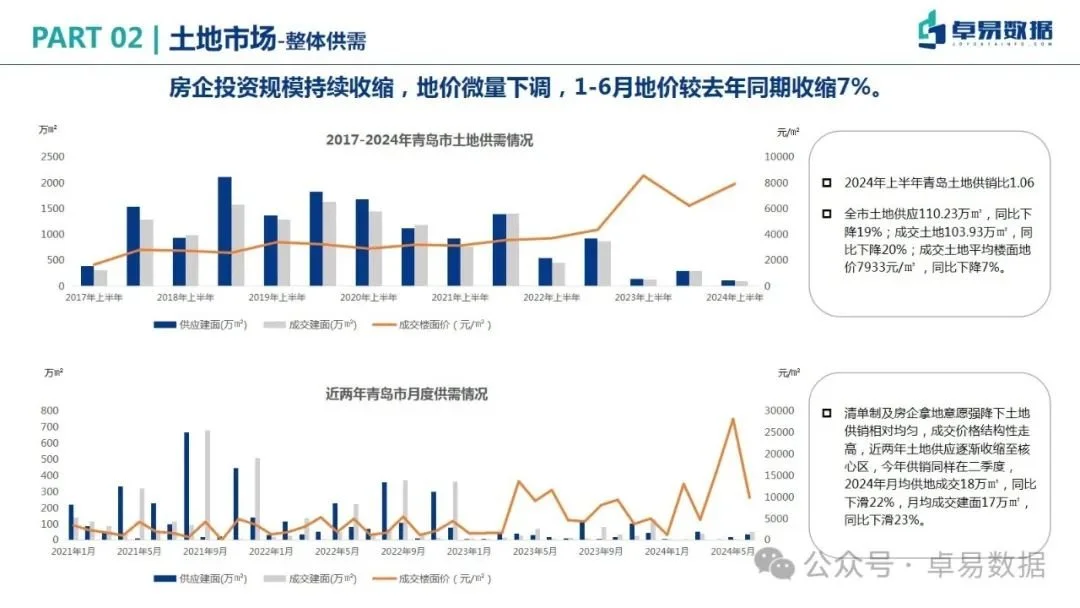 PART 02 | 土地市场-整体供需
卓易数据
房企投资规模持续收缩，地价微量下调，1-6月地价较去年同期收缩7%。
万㎡
2017-2024年青岛市土地供需情况
元/㎡
2500
2000
1500
1000
500
0
10000
8000
6000
4000
2000
0
2017年上半年 2018年上半年 2019年上半年 2020年上半年 2021年上半年 2022年上半年 2023年上半年 2024年上半年
供应建面(万㎡) 成交建面(万㎡) 成交楼面价（元/㎡）
2024年上半年青岛土地供销比1.06
全市土地供应110.23万㎡，同比下
降19%；成交土地103.93万㎡，同
比下降20%；成交土地平均楼面地
价7933元/㎡，同比下降7%。
万㎡
近两年青岛市月度供需情况
元/㎡
800
700
600
500
400
300
200
100
0
30000
25000
20000
15000
10000
5000
0
2021年1月 2021年5月 2021年9月 2022年1月 2022年5月 2022年9月 2023年1月 2023年5月 2023年9月 2024年1月 2024年5月
供应建面(万㎡) 成交建面(万㎡) 成交楼面价（元/㎡）
清单制及房企拿地意愿强降下土地
供销相对均匀，成交价格结构性走
高，近两年土地供应逐渐收缩至核
心区，今年供销同样在二季度，
2024年月均供地成交18万㎡，同比
下滑22%，月均成交建面17万㎡，
同比下滑23%。
公众号 · 卓易数据